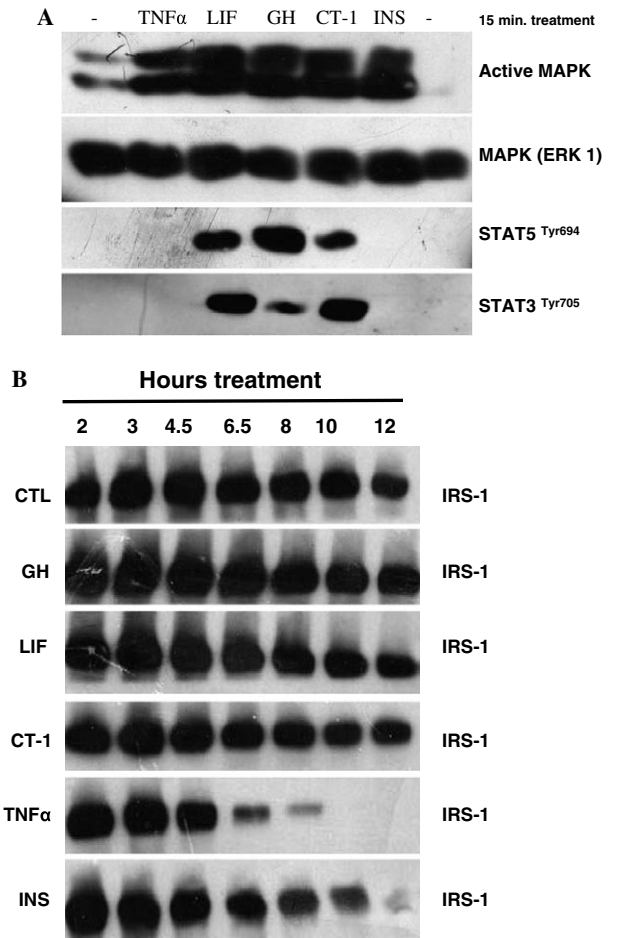 A
- TNFα LIF GH CT-1 INS - 15 min. treatment
Active MAPK
MAPK (ERK 1)
STAT5 Tyr694
STAT3 Tyr705
B
Hours treatment
2 3 4.5 6.5 8 10 12
CTL IRS-1
GH IRS-1
LIF IRS-1
CT-1 IRS-1
TNFα IRS-1
INS IRS-1